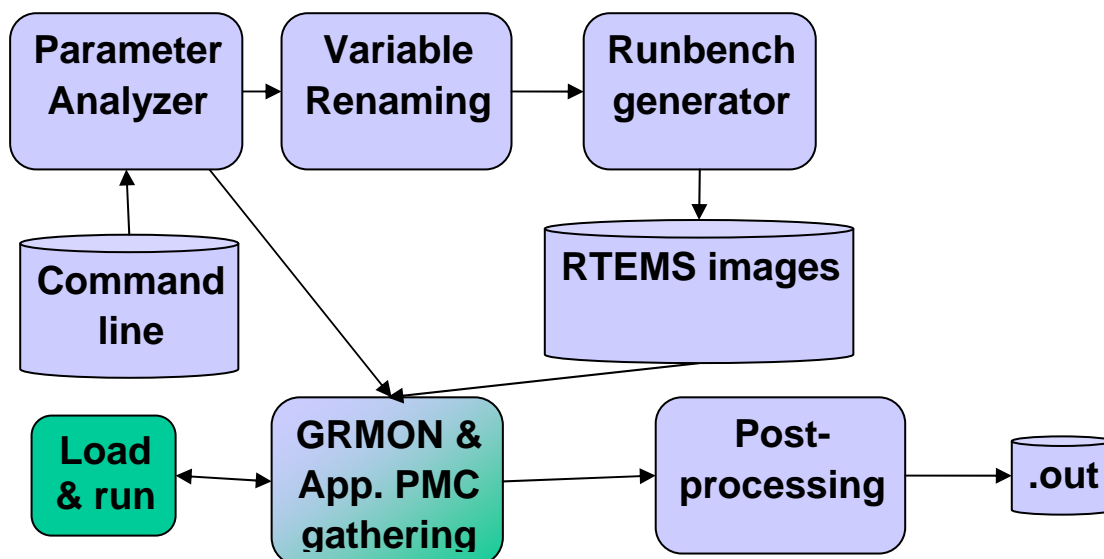 Parameter
Analyzer
Variable
Renaming
Runbench
generator
Command
line
RTEMS images
Load
& run
GRMON &
App. PMC
gathering
Post-
processing
.out